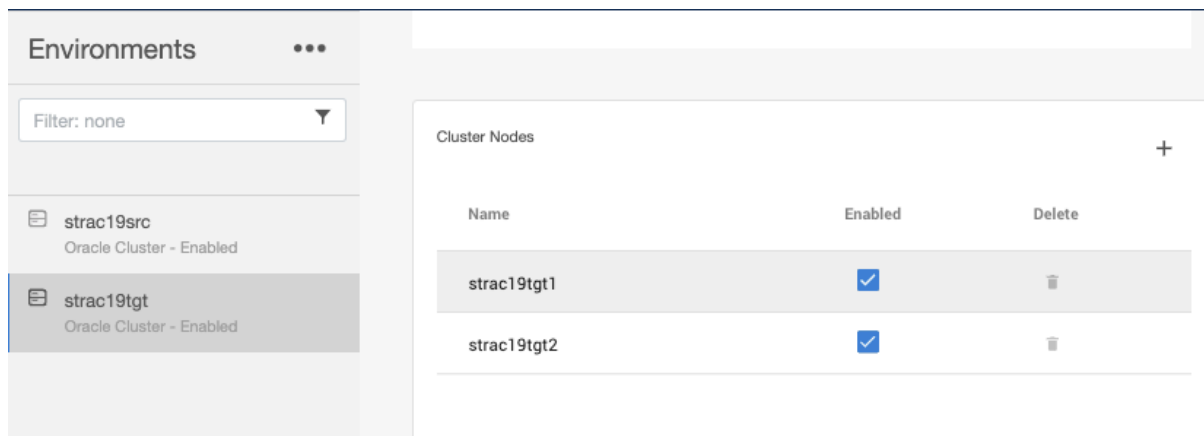 Environments
Filter: none
strac19src
Oracle Cluster - Enabled
strac19tgt
Oracle Cluster - Enabled
Cluster Nodes
Name Enabled Delete
strac19tgt1
strac19tgt2